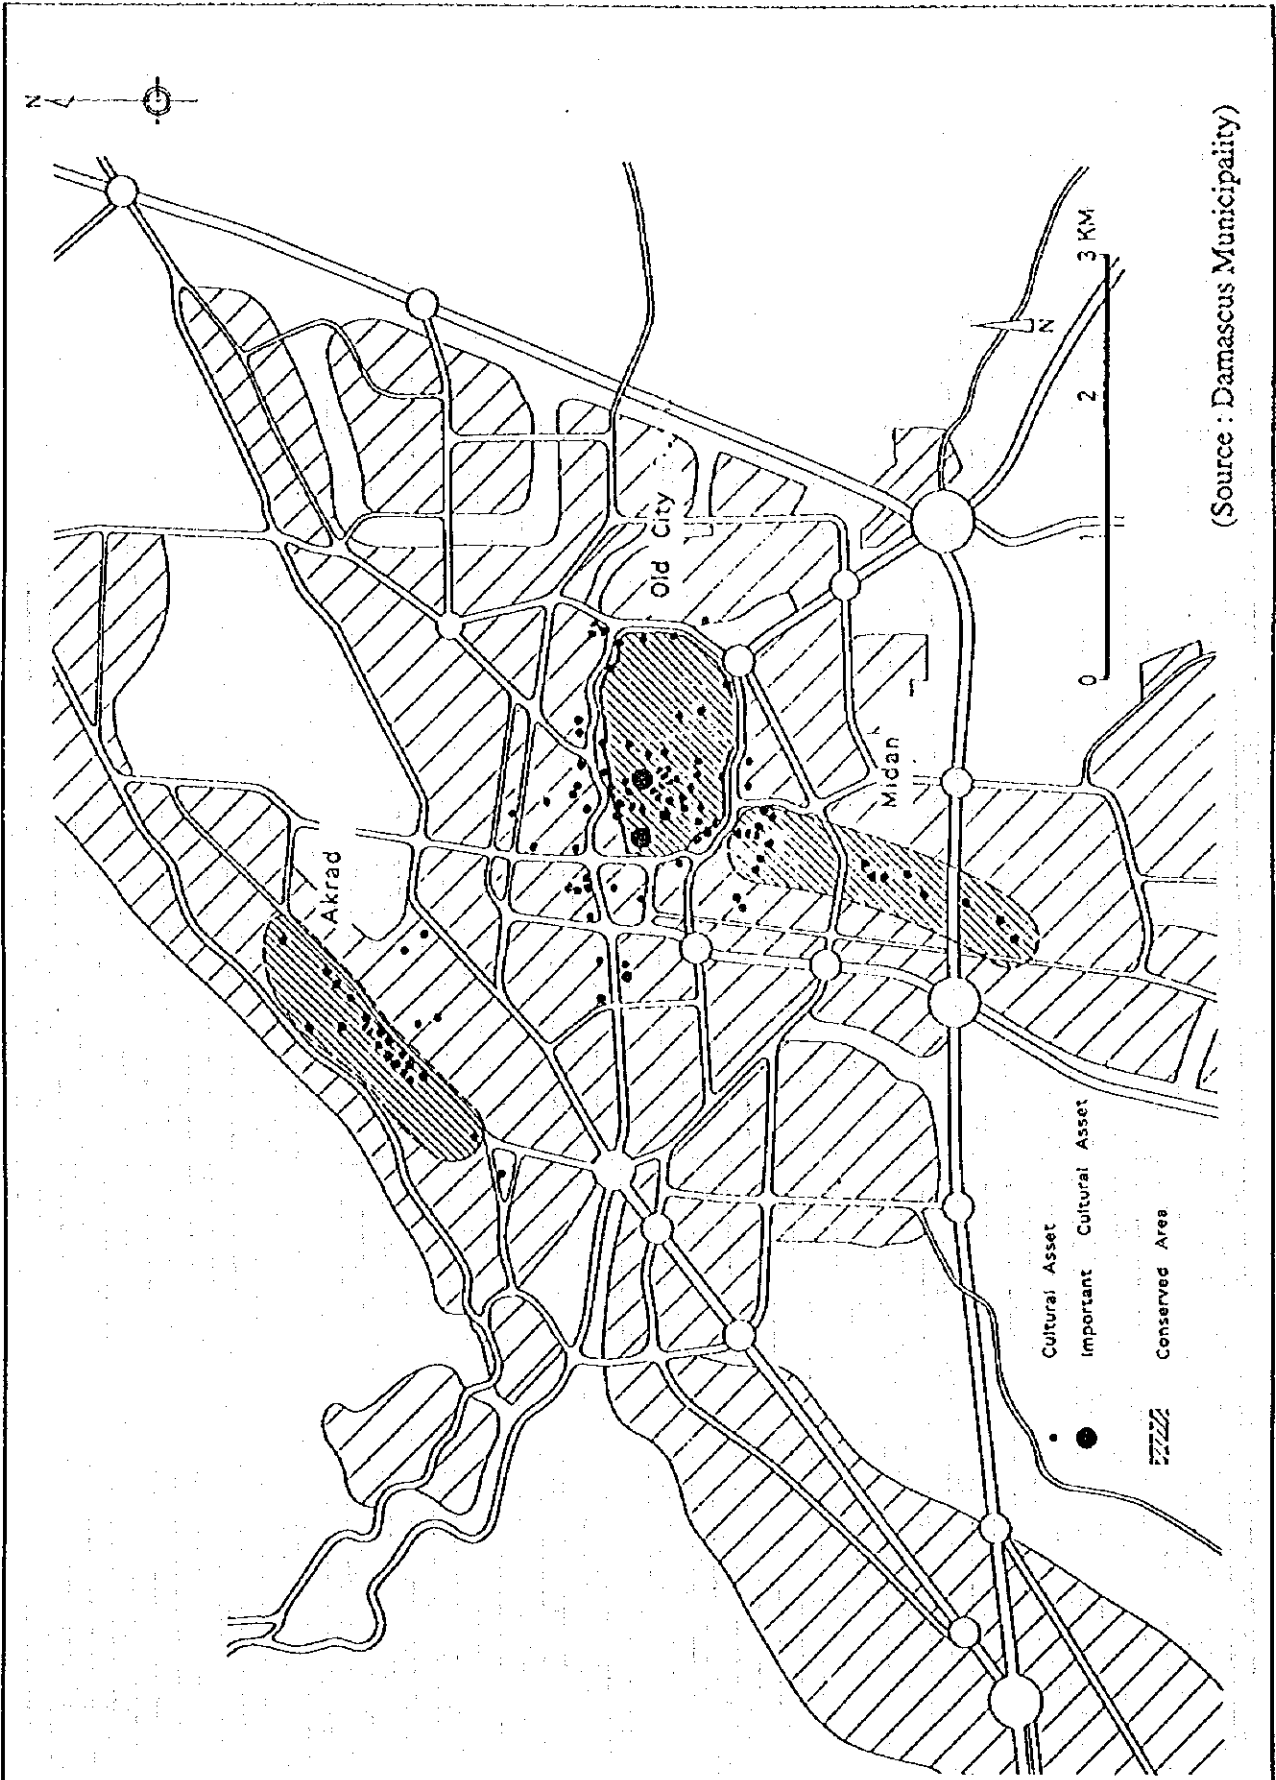 N
Akrad
Old City
Midan
N
0 1 2 3 KM
Cultural Asset
Important Cultural Asset
Conserved Area
(Source : Damascus Municipality)